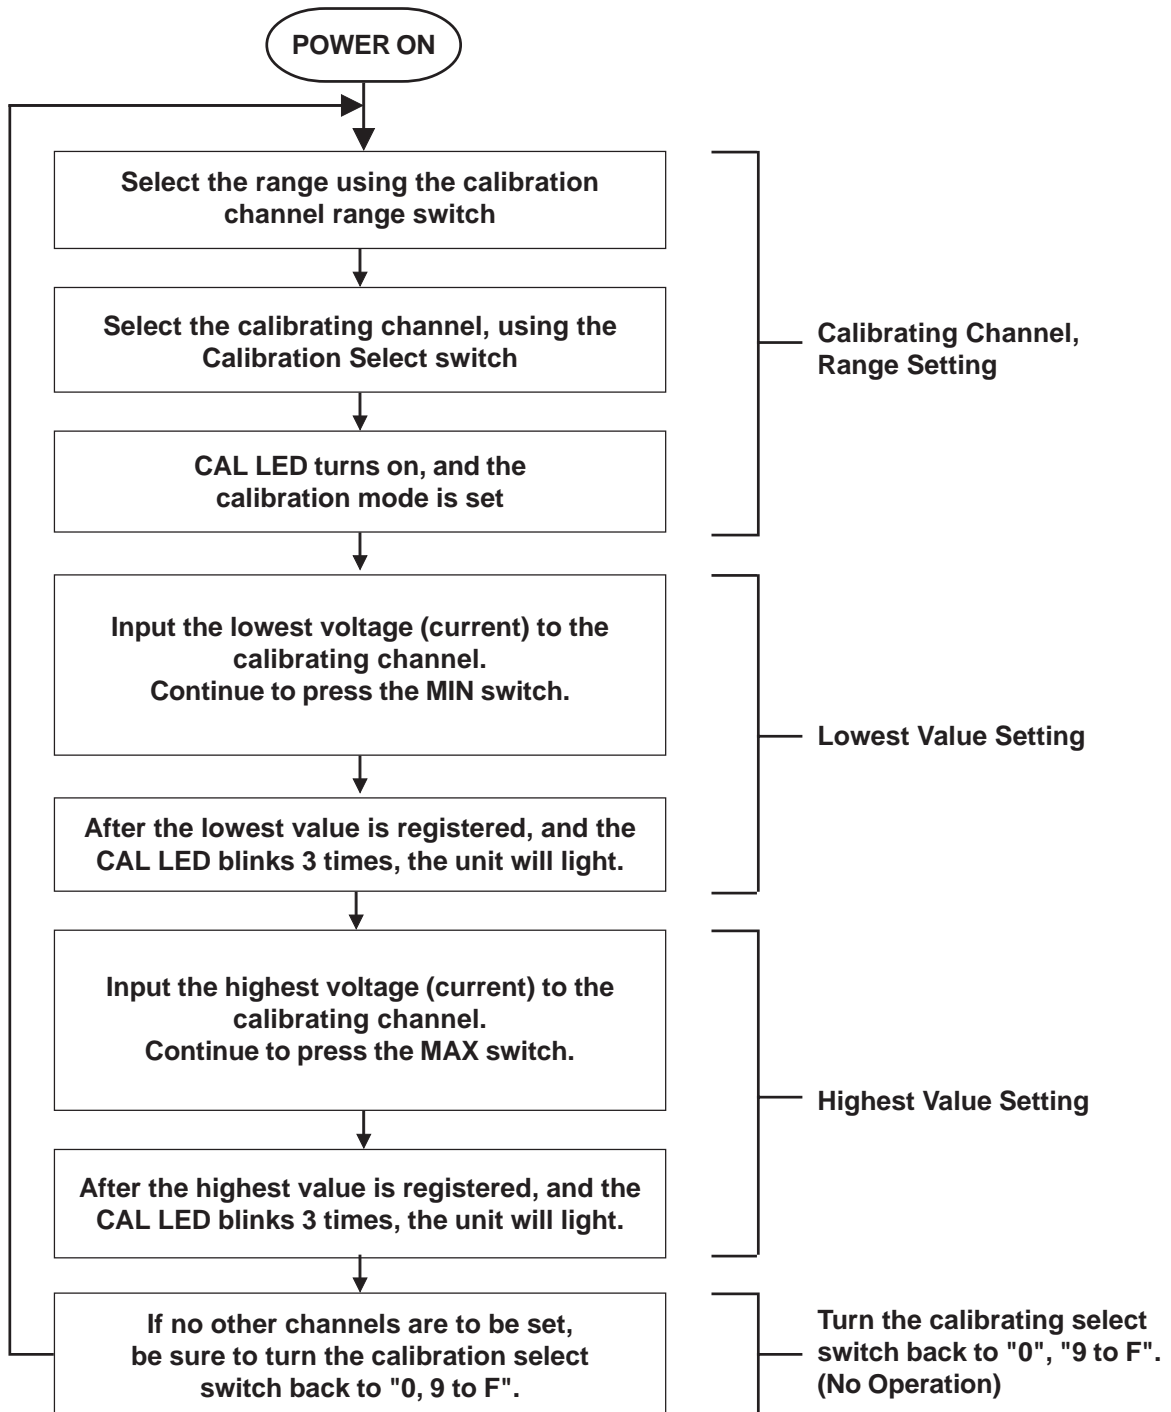 POWER ON
Select the range using the calibration
channel range switch
Select the calibrating channel, using the
Calibration Select switch
CAL LED turns on, and the
calibration mode is set
Calibrating Channel,
Range Setting
Input the lowest voltage (current) to the
calibrating channel.
Continue to press the MIN switch.
After the lowest value is registered, and the
CAL LED blinks 3 times, the unit will light.
Lowest Value Setting
Input the highest voltage (current) to the
calibrating channel.
Continue to press the MAX switch.
After the highest value is registered, and the
CAL LED blinks 3 times, the unit will light.
Highest Value Setting
If no other channels are to be set,
be sure to turn the calibration select
switch back to "0, 9 to F".
Turn the calibrating select
switch back to "0", "9 to F".
(No Operation)